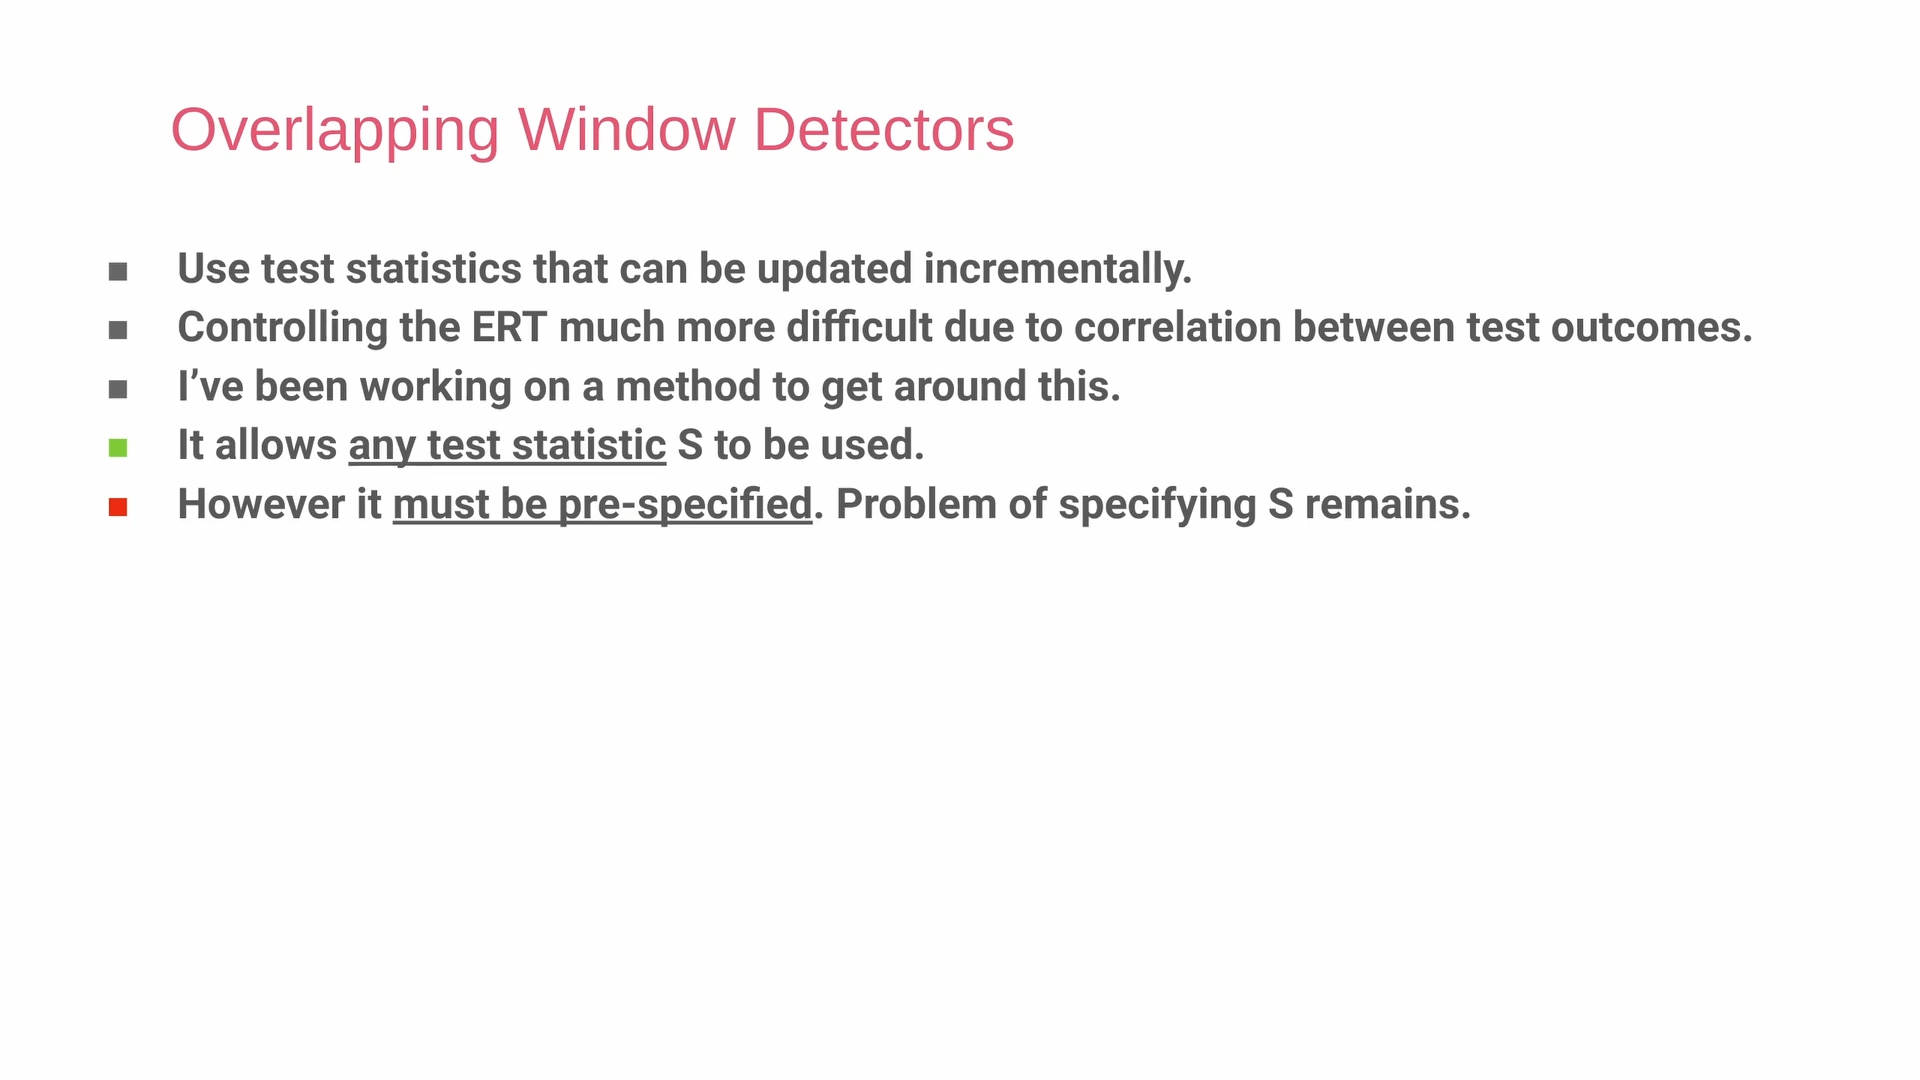 Overlapping Window Detectors
Use test statistics that can be updated incrementally.
Controlling the ERT much more difficult due to correlation between test outcomes.
I’ve been working on a method to get around this.
It allows any test statistic S to be used.
However it must be pre-specified. Problem of specifying S remains.